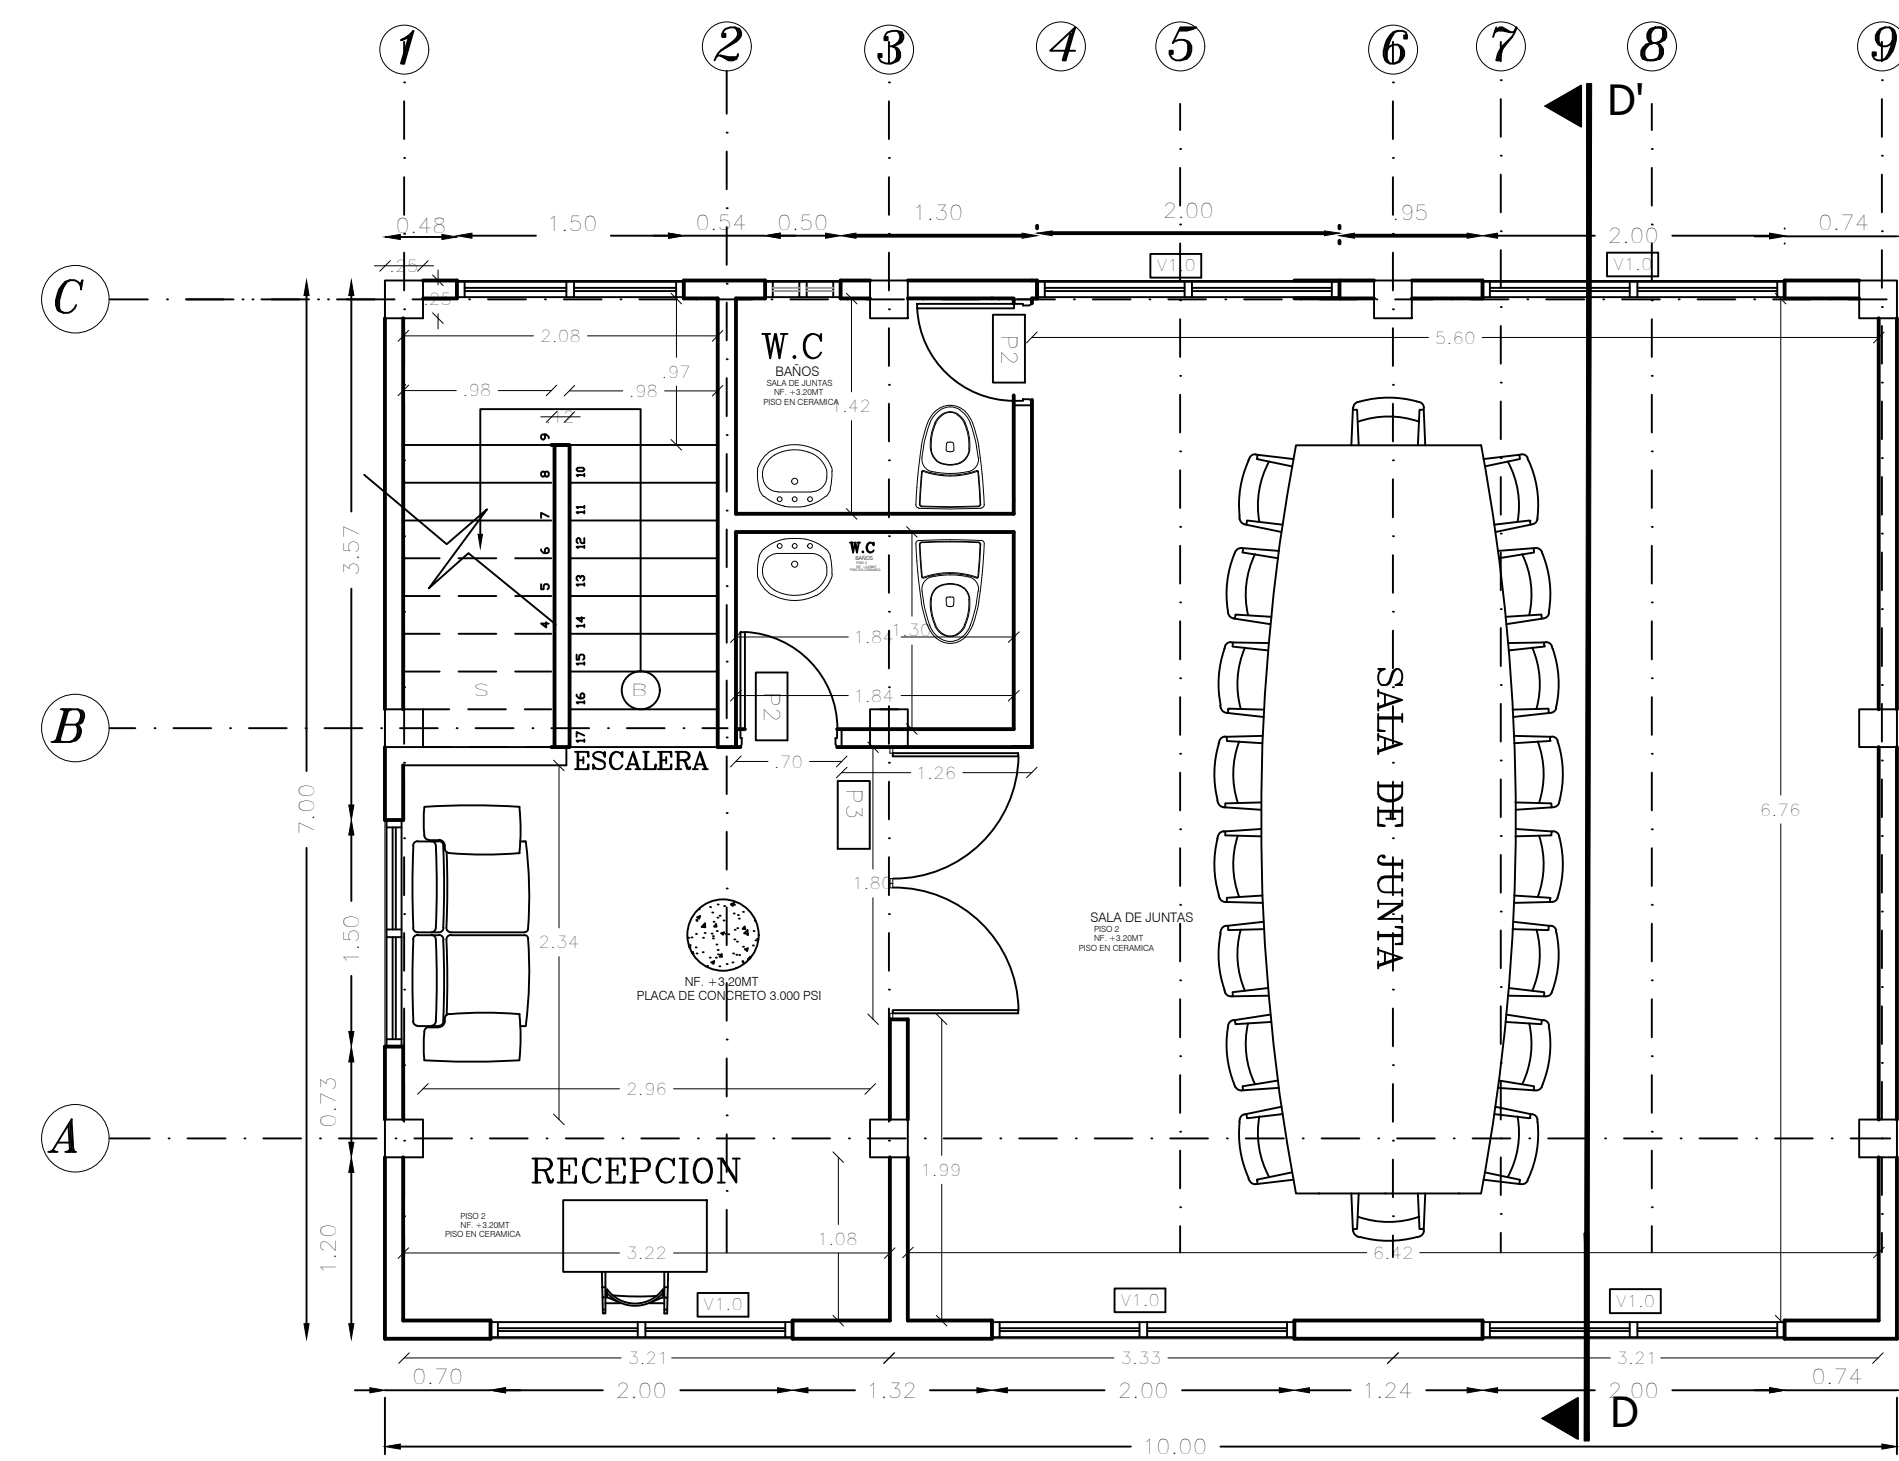 1 2 3 4 5 6 7 8 9
D'
0.48 1.50 0.54 0.50 1.30 2.00 .95 2.00 0.74
V1.0 V1.0
C
.25
.25
2.08
.97
.98 .98
.12
W.C
BAÑOS
SALA DE JUNTAS
NF. +3.20MT
PISO EN CERAMICA
1.42
P2
5.60
9
8 10
7 11
6 12
5 13
4 14
15
16
17
S
B
3.57
7.00
W.C
BAÑOS
PISO 2
1.84
1.30
1.84
P2
B
ESCALERA
.70
1.26
P3
SALA DE JUNTA
6.76
1.80
1.50
2.34
SALA DE JUNTAS
PISO 2
NF. +3.20MT
PISO EN CERAMICA
NF. +3.20MT
PLACA DE CONCRETO 3.000 PSI
0.73
2.96
A
RECEPCION
1.99
PISO 2
NF. +3.20MT
PISO EN CERAMICA
1.20
1.08
3.22
6.42
V1.0 V1.0 V1.0
3.21 3.33 3.21
0.70 2.00 1.32 2.00 1.24 2.00 0.74
D
10.00